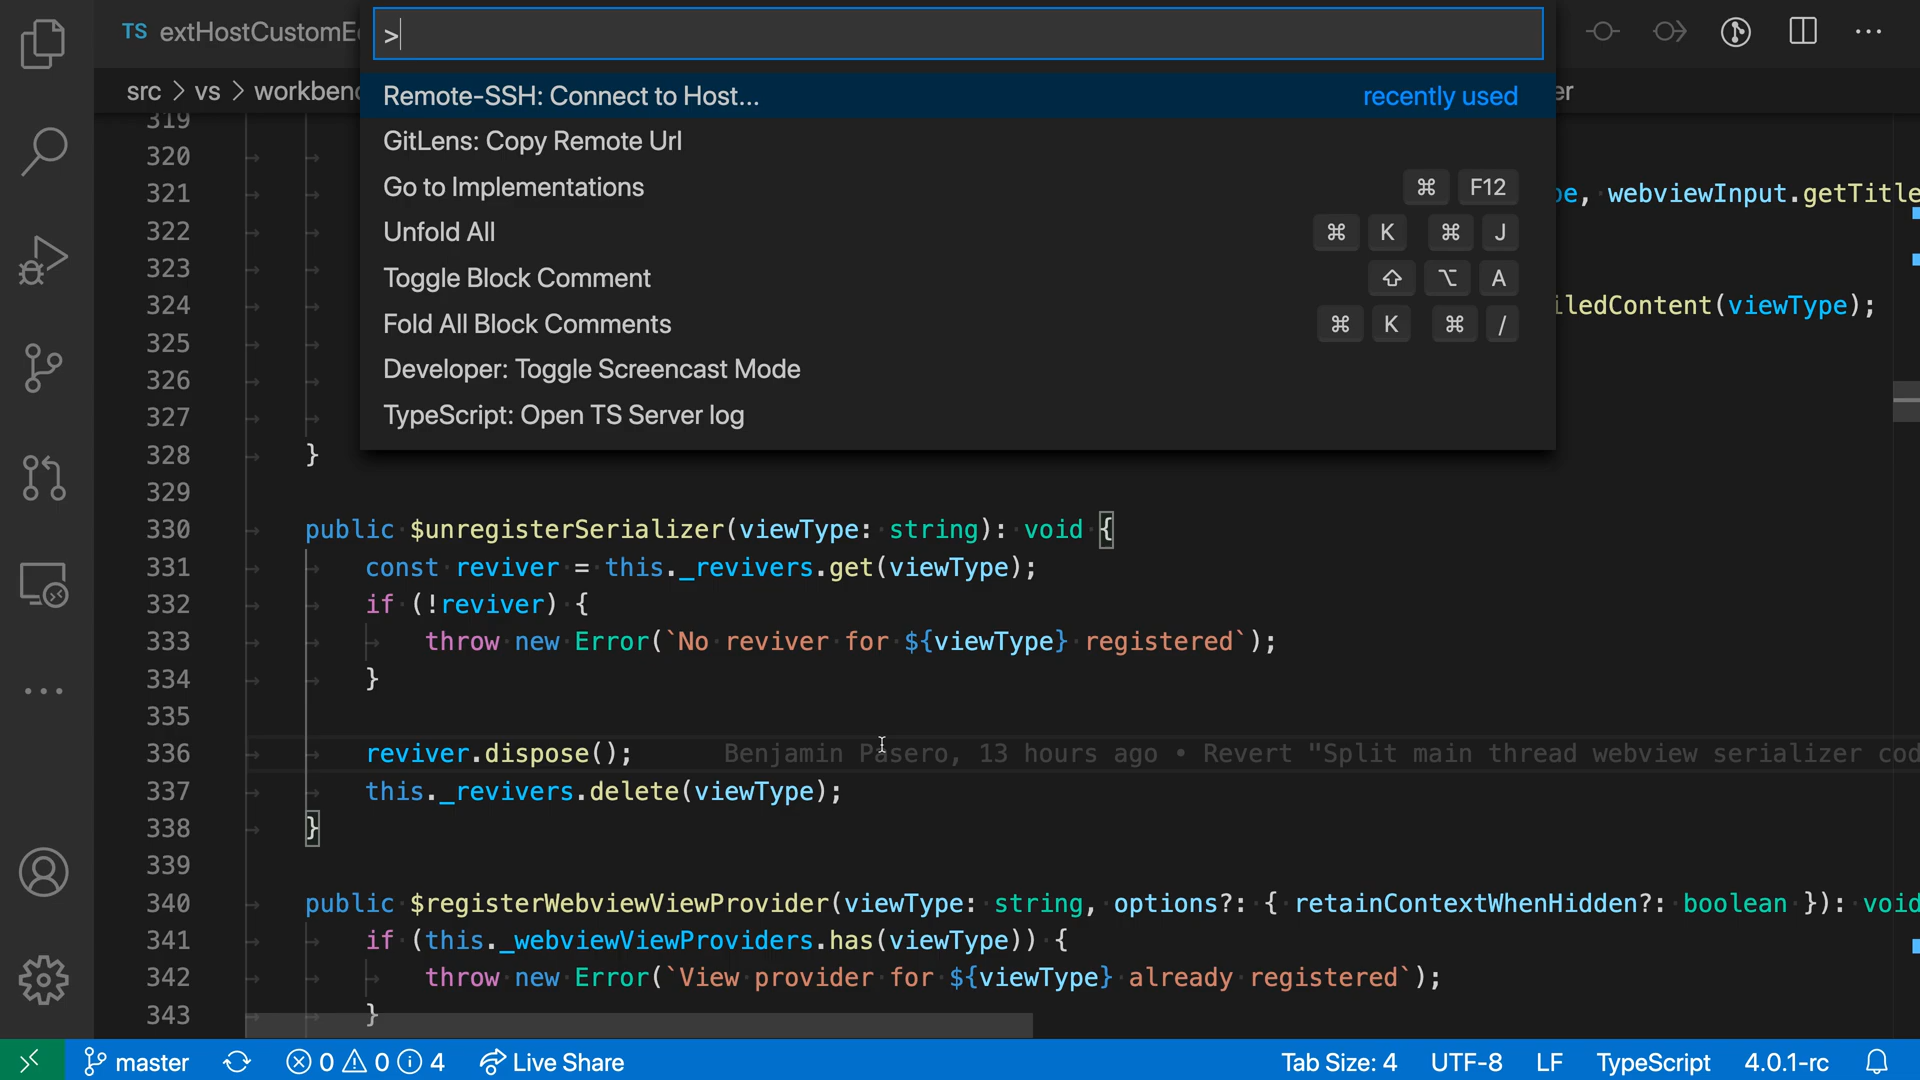 TS extHostCustomE
>
src > vs > workbenc
er
Remote-SSH: Connect to Host... recently used
GitLens: Copy Remote Url
Go to Implementations ⌘ F12
Unfold All ⌘ K ⌘ J
Toggle Block Comment ⇧ ⌥ A
Fold All Block Comments ⌘ K ⌘ /
Developer: Toggle Screencast Mode
TypeScript: Open TS Server log
319
320
321 pe, webviewInput.getTitle
322
323
324 iledContent(viewType);
325
326
327
328 }
329
330 public $unregisterSerializer(viewType: string): void {
331 const reviver = this._revivers.get(viewType);
332 if (!reviver) {
333 throw new Error(`No reviver for ${viewType} registered`);
334 }
335
336 reviver.dispose(); Benjamin Pasero, 13 hours ago • Revert "Split main thread webview serializer cod
337 this._revivers.delete(viewType);
338 }
339
340 public $registerWebviewViewProvider(viewType: string, options?: { retainContextWhenHidden?: boolean }): void
341 if (this._webviewViewProviders.has(viewType)) {
342 throw new Error(`View provider for ${viewType} already registered`);
343 }
master 0 0 4 Live Share Tab Size: 4 UTF-8 LF TypeScript 4.0.1-rc